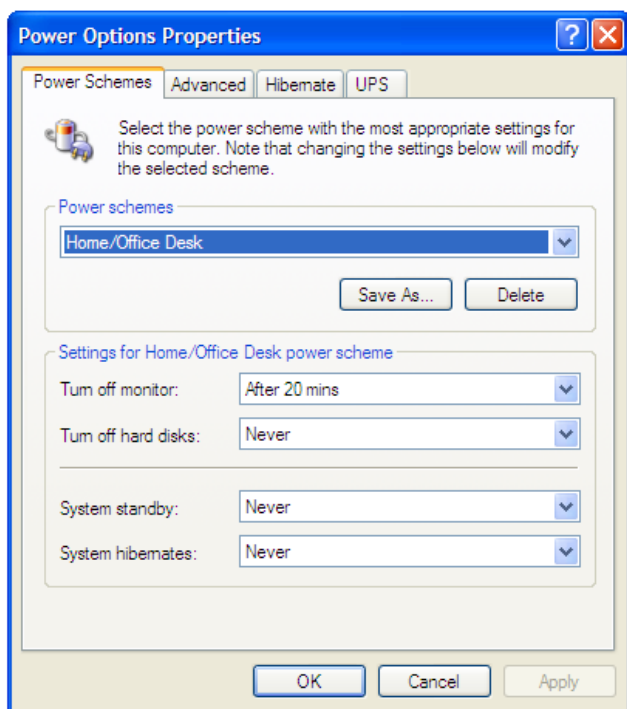 Power Options Properties
Power Schemes Advanced Hibernate UPS
Select the power scheme with the most appropriate settings for
this computer. Note that changing the settings below will modify
the selected scheme.
Power schemes
Home/Office Desk
Save As... Delete
Settings for Home/Office Desk power scheme
Turn off monitor: After 20 mins
Turn off hard disks: Never
System standby: Never
System hibernates: Never
OK Cancel Apply